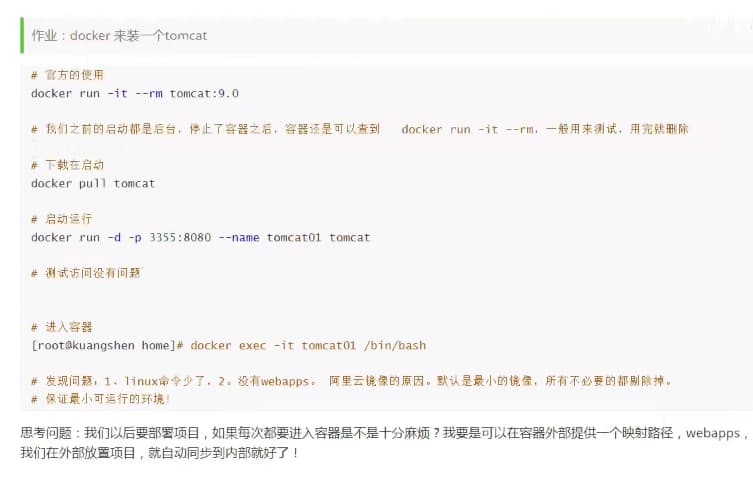 作业：docker 来装一个tomcat
# 官方的使用
docker run -it --rm tomcat:9.0
# 我们之前的启动都是后台，停止了容器之后，容器还是可以查到 docker run -it --rm，一般用来测试，用完就删除
# 下载在启动
docker pull tomcat
# 启动运行
docker run -d -p 3355:8080 --name tomcat01 tomcat
# 测试访问没有问题
# 进入容器
[root@kuangshen home]# docker exec -it tomcat01 /bin/bash
# 发现问题：1、linux命令少了，2。没有webapps。 阿里云镜像的原因。默认是最小的镜像，所有不必要的都剔除掉。
# 保证最小可运行的环境！
思考问题：我们以后要部署项目，如果每次都要进入容器是不是十分麻烦？我要是可以在容器外部提供一个映射路径，webapps，
我们在外部放置项目，就自动同步到内部就好了！